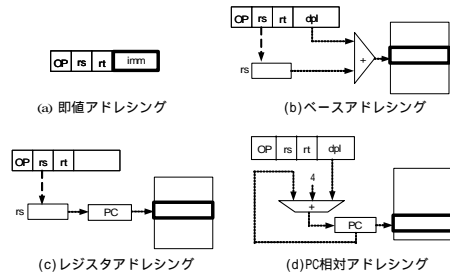 OP rs rt imm
(a) 即値アドレシング
OP rs rt dpl
rs
+
(b)ベースアドレシング
OP rs rt
rs
PC
(c)レジスタアドレシング
OP rs rt dpl
4
+
PC
(d)PC相対アドレシング